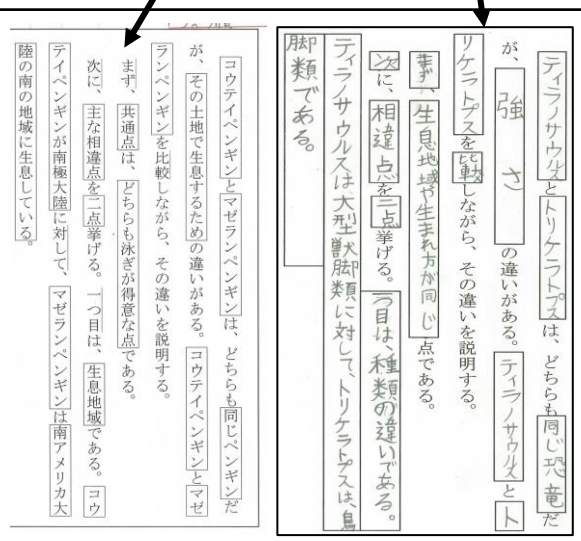 ティラノサウルスとトリケラトプスは、どちらも同じ恐竜だ
が、強さの違いがある。ティラノサウルスとト
リケラトプスを比較しながら、その違いを説明する。
まず、生息地域や生まれ方が同じ点である。
次に、相違点を二点挙げる。一つ目は、種類の違いである。
ティラノサウルスは大型獣脚類に対して、トリケラトプスは、鳥
脚類である。
コウテイペンギンとマゼランペンギンは、どちらも同じペンギンだ
が、その土地で生息するための違いがある。コウテイペンギンとマゼ
ランペンギンを比較しながら、その違いを説明する。
まず、共通点は、どちらも泳ぎが得意な点である。
次に、主な相違点を二点挙げる。一つ目は、生息地域である。コウ
テイペンギンが南極大陸に対して、マゼランペンギンは南アメリカ大
陸の南の地域に生息している。